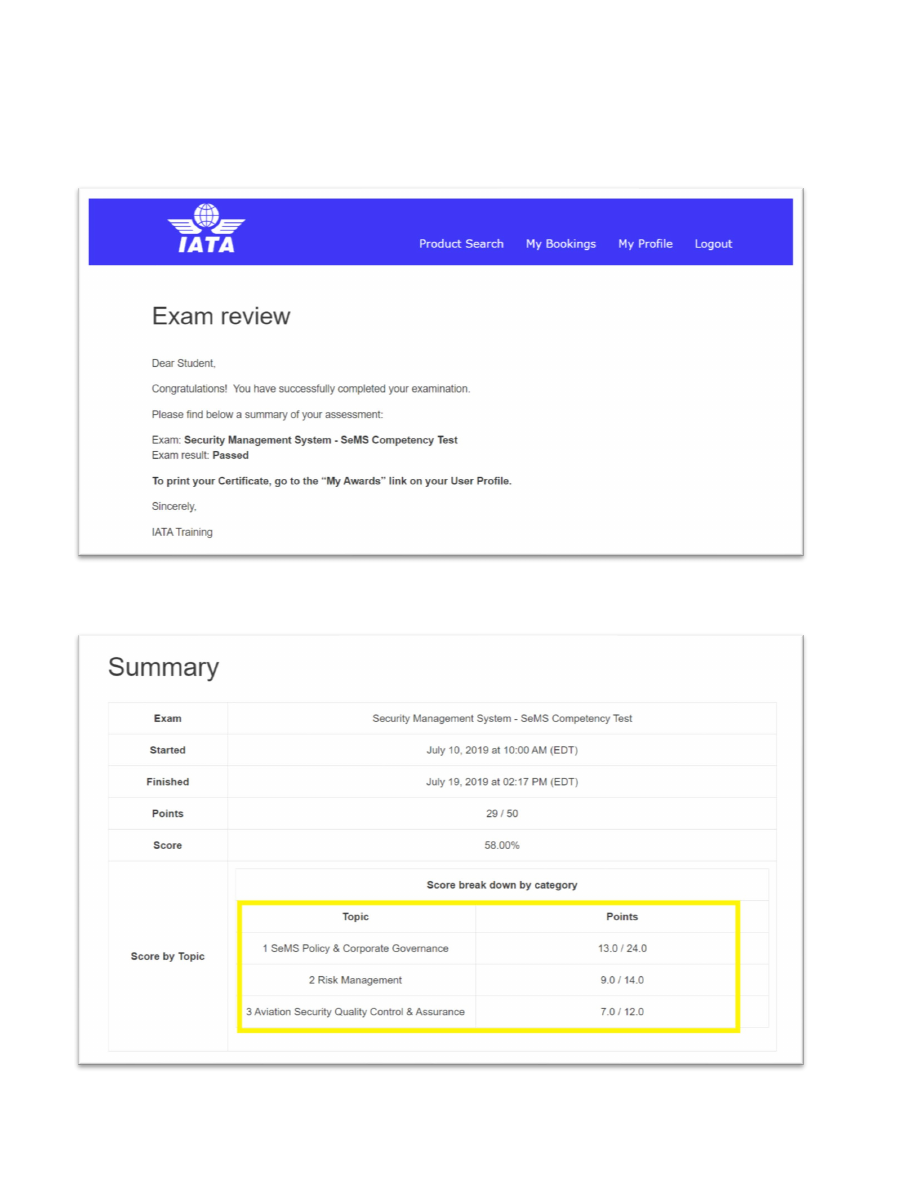 IATA
Product Search My Bookings My Profile Logout
Exam review
Dear Student,
Congratulations!  You have successfully completed your examination.
Please find below a summary of your assessment:
Exam: Security Management System - SeMS Competency Test
Exam result: Passed
To print your Certificate, go to the “My Awards” link on your User Profile.
Sincerely,
IATA Training
Summary
Exam Security Management System - SeMS Competency Test
Started July 10, 2019 at 10:00 AM (EDT)
Finished July 19, 2019 at 02:17 PM (EDT)
Points 29 / 50
Score 58.00%
Score by Topic
Score break down by category
Topic Points
1 SeMS Policy & Corporate Governance 13.0 / 24.0
2 Risk Management 9.0 / 14.0
3 Aviation Security Quality Control & Assurance 7.0 / 12.0